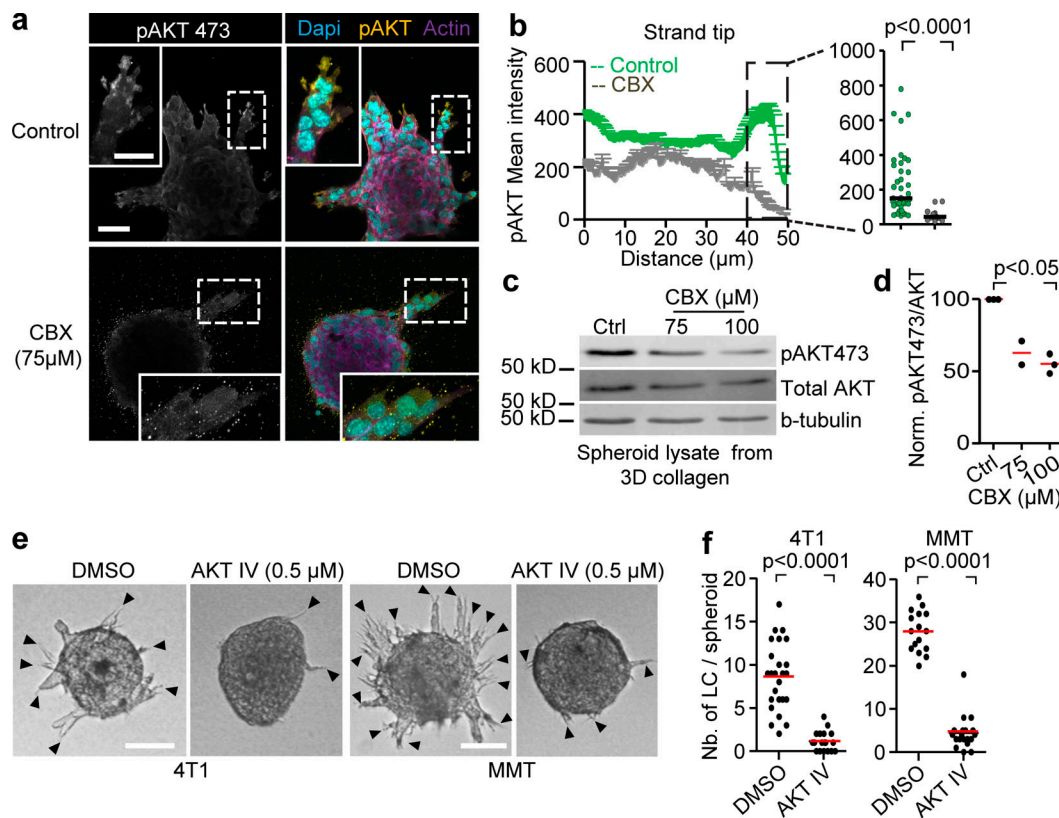 a
pAKT 473
Dapi pAKT Actin
Control
CBX
(75µM)
b
Strand tip
Control
CBX
pAKT Mean intensity
600
400
200
0
0 10 20 30 40 50
Distance (µm)
p<0.0001
1000
800
600
400
200
0
c
CBX (µM)
Ctrl 75 100
pAKT473
50 kD
Total AKT
50 kD
50 kD
b-tubulin
Spheroid lysate from
3D collagen
d
p<0.05
Norm. pAKT473/AKT
100
50
0
Ctrl 75 100
CBX (µM)
e
DMSO AKT IV (0.5 µM) DMSO AKT IV (0.5 µM)
4T1 MMT
f
4T1 MMT
p<0.0001 p<0.0001
Nb. of LC / spheroid
20
15
10
5
0
DMSO AKT IV
40
30
20
10
0
DMSO AKT IV